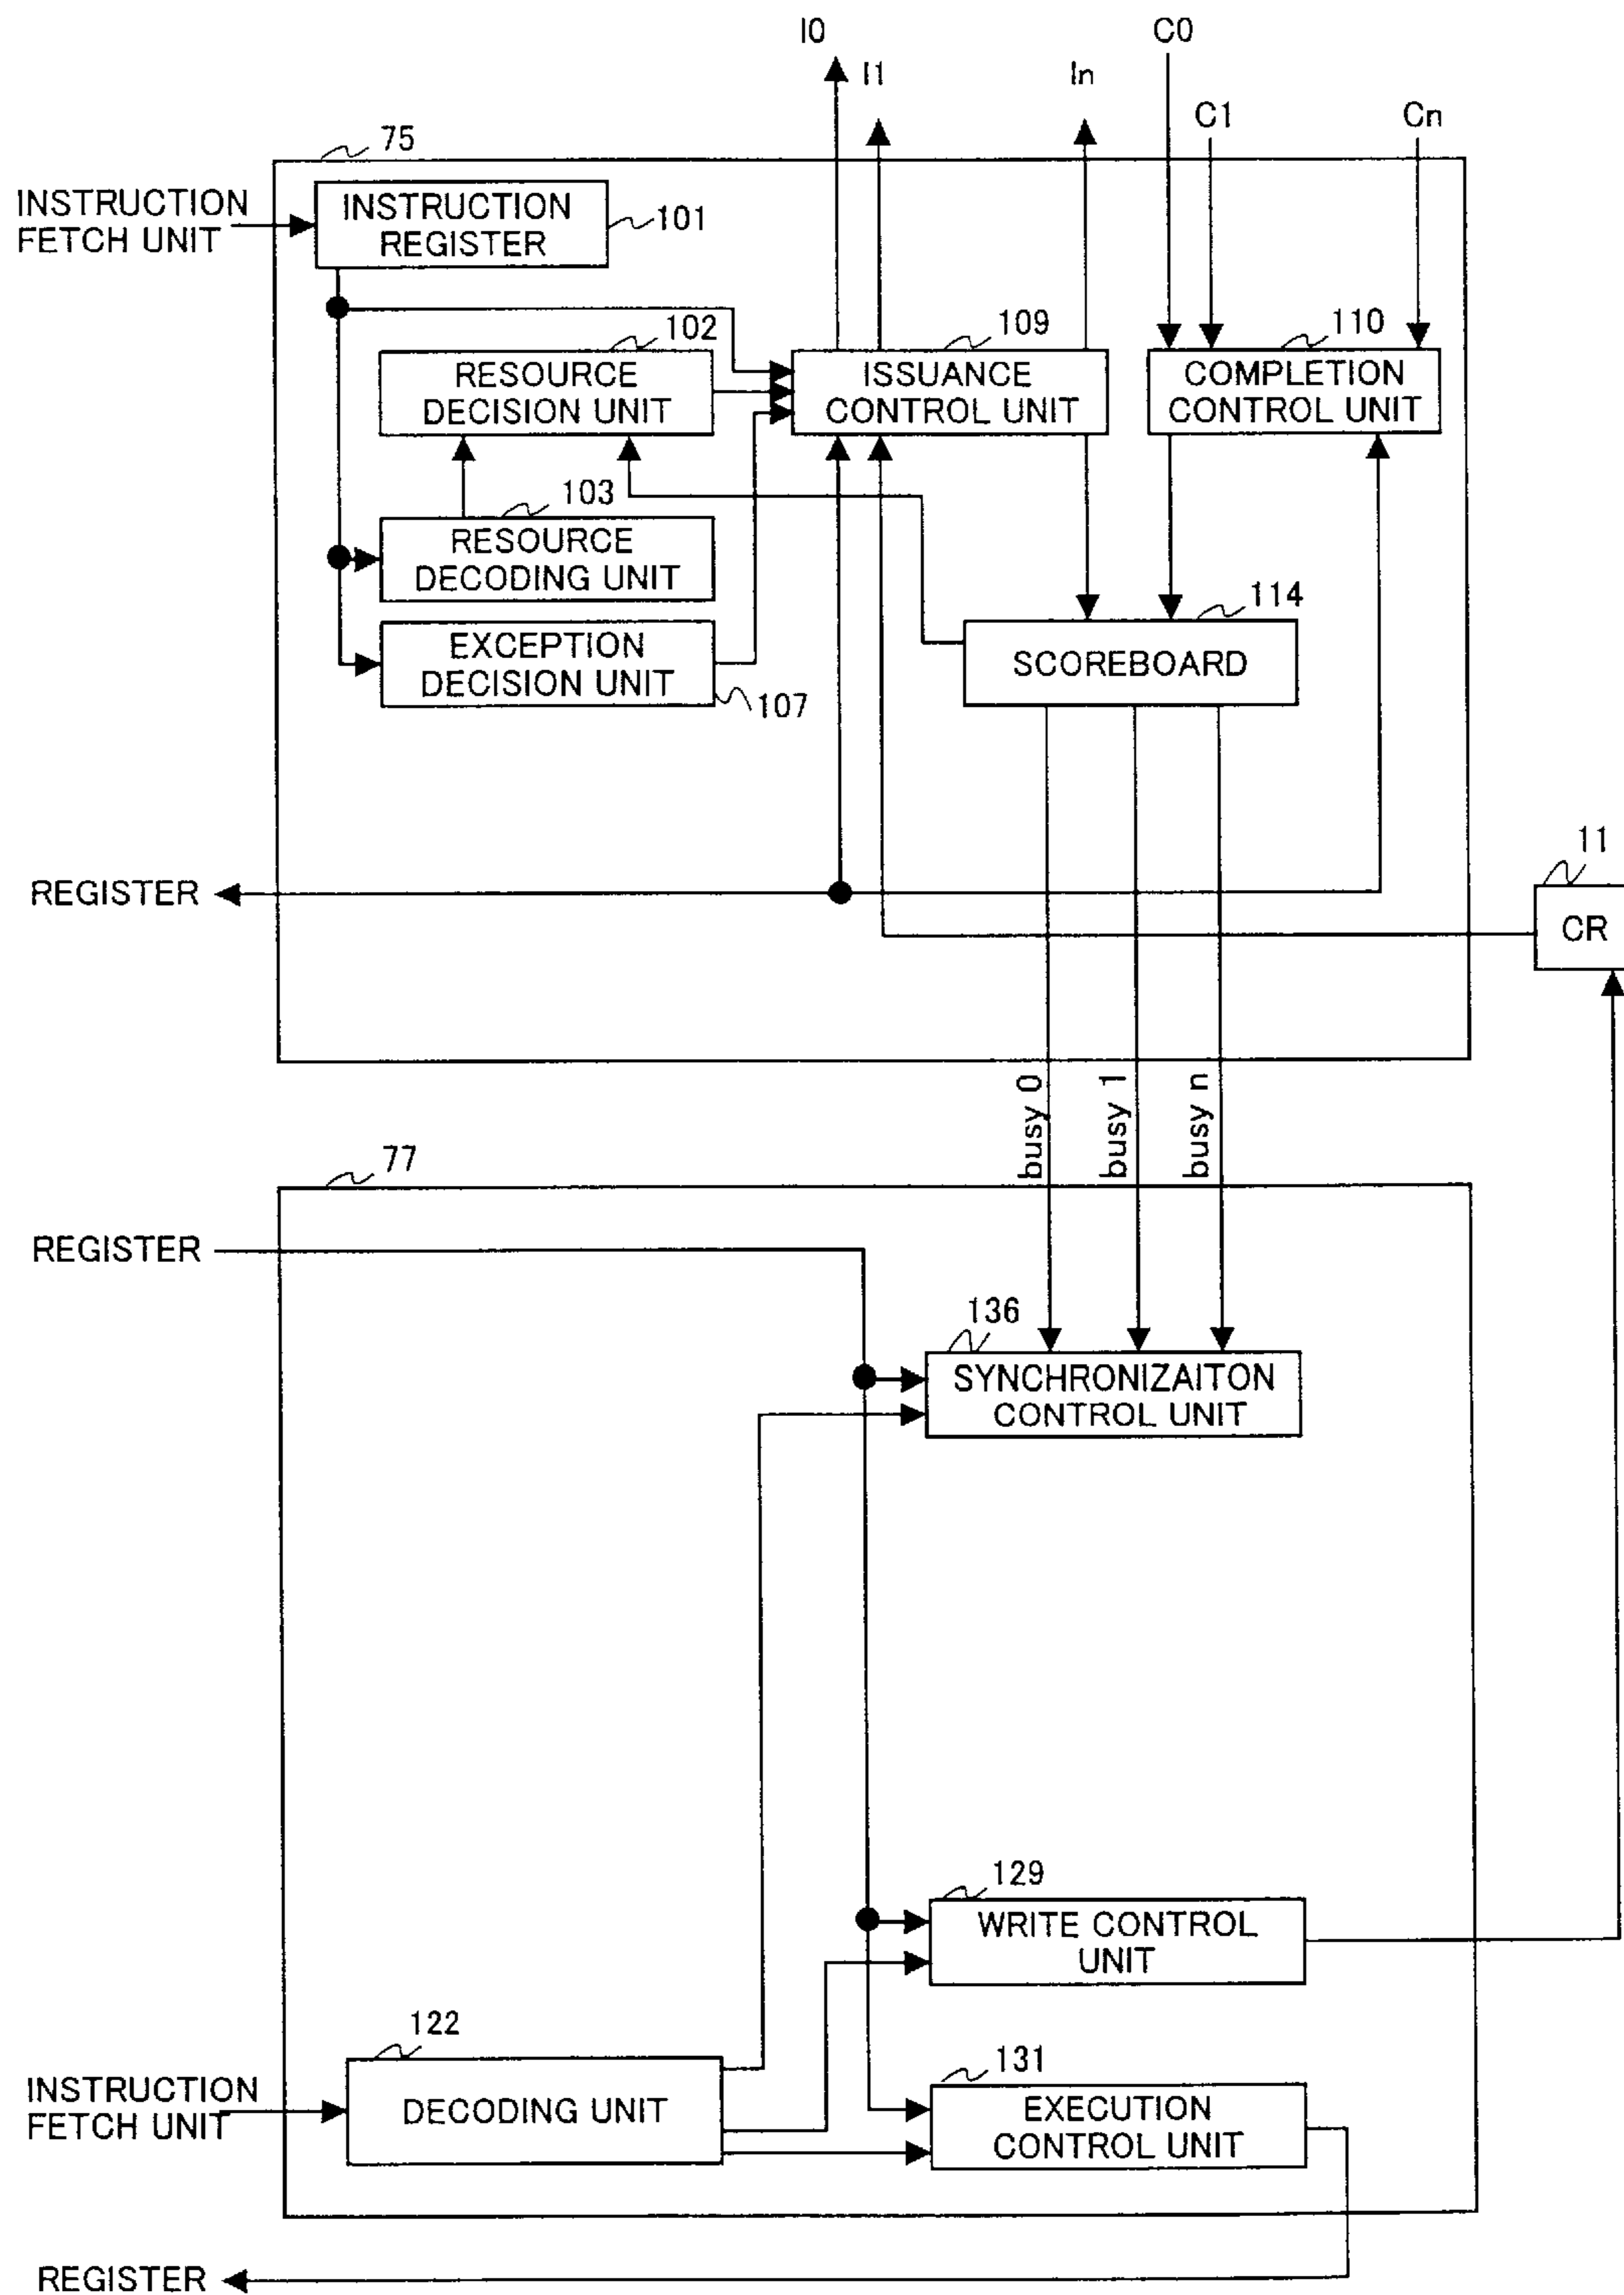 I0
C0
I1
In
C1
Cn
75
INSTRUCTION
FETCH UNIT
INSTRUCTION
REGISTER
101
102
109
110
RESOURCE
DECISION UNIT
ISSUANCE
CONTROL UNIT
COMPLETION
CONTROL UNIT
103
RESOURCE
DECODING UNIT
114
EXCEPTION
DECISION UNIT
SCOREBOARD
107
11
REGISTER
CR
busy 0
busy 1
busy n
77
REGISTER
136
SYNCHRONIZAITON
CONTROL UNIT
129
WRITE CONTROL
UNIT
122
131
INSTRUCTION
FETCH UNIT
DECODING UNIT
EXECUTION
CONTROL UNIT
REGISTER